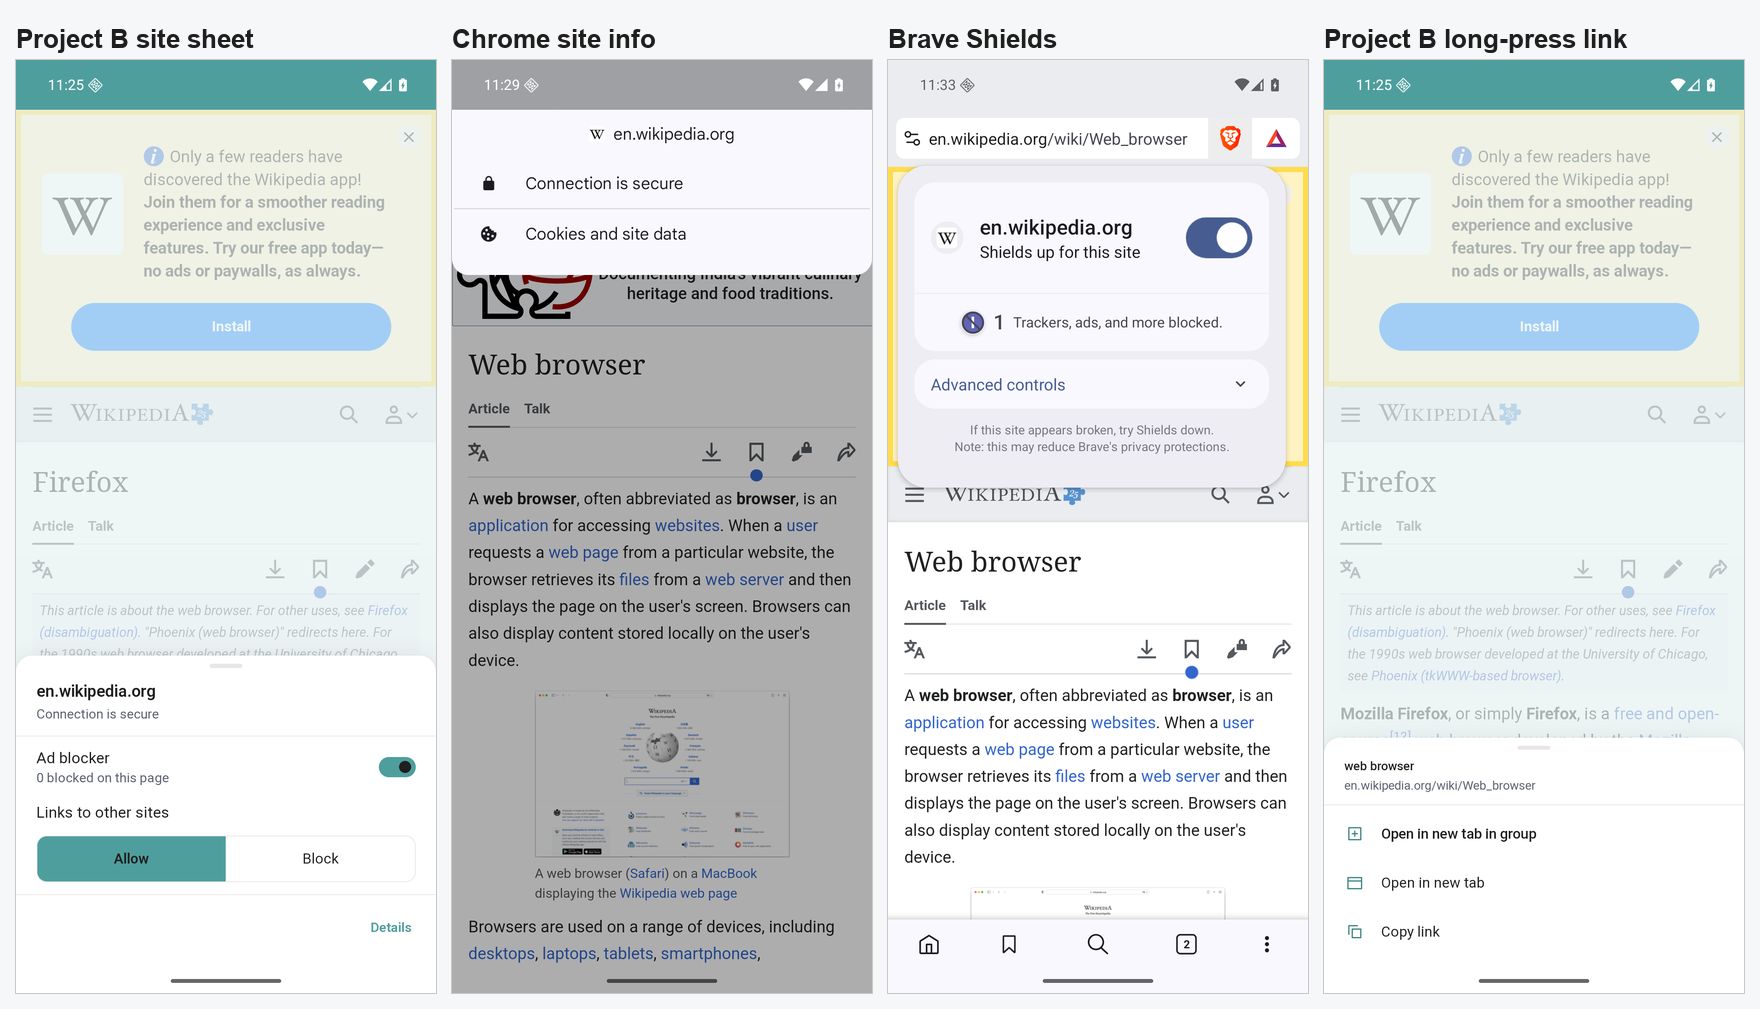 Project B site sheet
11:25
Only a few readers have
discovered the Wikipedia app!
Join them for a smoother reading
experience and exclusive
features. Try our free app today—
no ads or paywalls, as always.
W
Install
WIKIPEDIA
25
Firefox
Article Talk
This article is about the web browser. For other uses, see Firefox
(disambiguation). "Phoenix (web browser)" redirects here. For
the 1990s web browser developed at the University of Chicago,
en.wikipedia.org
Connection is secure
Ad blocker
0 blocked on this page
Links to other sites
Allow Block
Details
Chrome site info
11:29
W en.wikipedia.org
Connection is secure
Cookies and site data
Documenting India's vibrant culinary
heritage and food traditions.
Web browser
Article Talk
A web browser, often abbreviated as browser, is an
application for accessing websites. When a user
requests a web page from a particular website, the
browser retrieves its files from a web server and then
displays the page on the user's screen. Browsers can
also display content stored locally on the user's
device.
WIKIPEDIA
A web browser (Safari) on a MacBook
displaying the Wikipedia web page
Browsers are used on a range of devices, including
desktops, laptops, tablets, smartphones,
Brave Shields
11:33
en.wikipedia.org/wiki/Web_browser
W
en.wikipedia.org
Shields up for this site
1 Trackers, ads, and more blocked.
Advanced controls
If this site appears broken, try Shields down.
Note: this may reduce Brave's privacy protections.
WIKIPEDIA
25
Web browser
Article Talk
A web browser, often abbreviated as browser, is an
application for accessing websites. When a user
requests a web page from a particular website, the
browser retrieves its files from a web server and then
displays the page on the user's screen. Browsers can
also display content stored locally on the user's
device.
WIKIPEDIA
2
Project B long-press link
11:25
Only a few readers have
discovered the Wikipedia app!
Join them for a smoother reading
experience and exclusive
features. Try our free app today—
no ads or paywalls, as always.
W
Install
WIKIPEDIA
25
Firefox
Article Talk
This article is about the web browser. For other uses, see Firefox
(disambiguation). "Phoenix (web browser)" redirects here. For
the 1990s web browser developed at the University of Chicago,
see Phoenix (tkWWW-based browser).
Mozilla Firefox, or simply Firefox, is a free and open-
web browser
en.wikipedia.org/wiki/Web_browser
Open in new tab in group
Open in new tab
Copy link